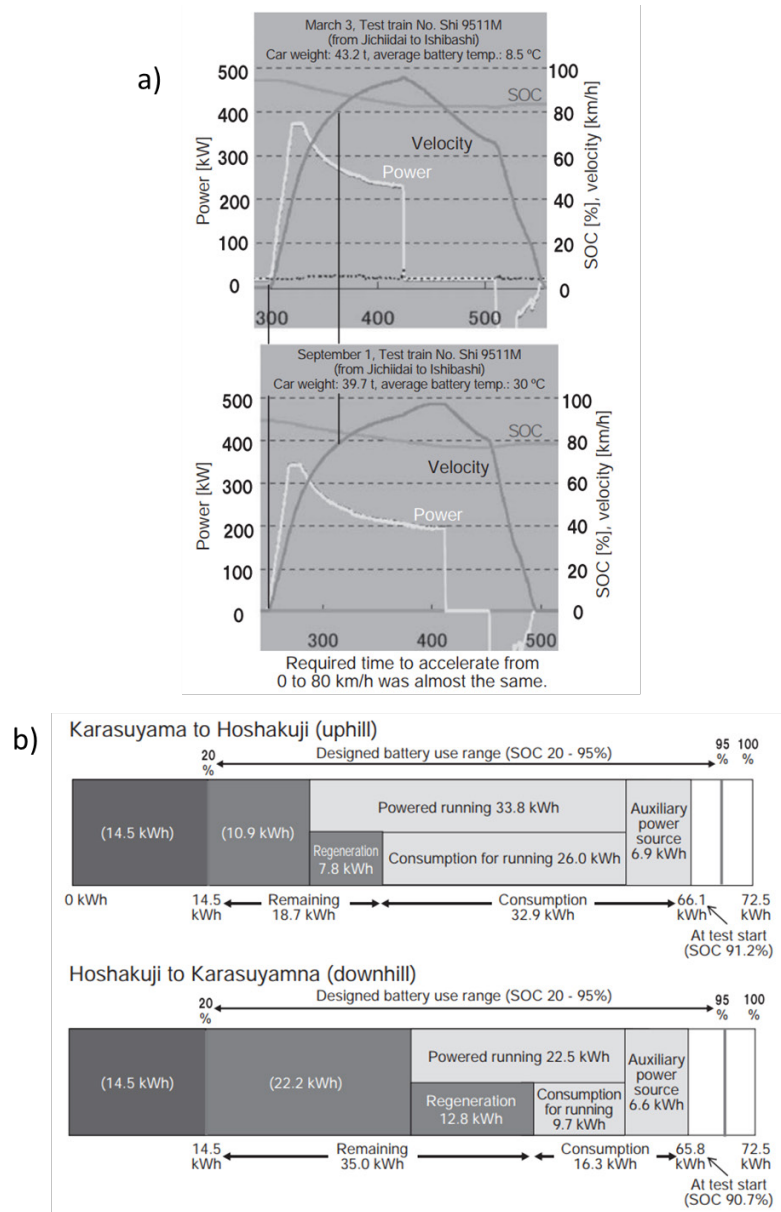 a)
March 3, Test train No. Shi 9511M
(from Jichiidai to Ishibashi)
Car weight: 43.2 t, average battery temp.: 8.5 ºC
500
400
300
200
100
0
Power [kW]
100
80
60
40
20
0
SOC [%], velocity [km/h]
SOC
Velocity
Power
300
400
500
September 1, Test train No. Shi 9511M
(from Jichiidai to Ishibashi)
Car weight: 39.7 t, average battery temp.: 30 ºC
500
400
300
200
100
0
Power [kW]
100
80
60
40
20
0
SOC [%], velocity [km/h]
SOC
Velocity
Power
300
400
500
Required time to accelerate from
0 to 80 km/h was almost the same.
b)
Karasuyama to Hoshakuji (uphill)
20
%
Designed battery use range (SOC 20 - 95%)
95
%
100
%
(14.5 kWh)
(10.9 kWh)
Powered running 33.8 kWh
Regeneration
7.8 kWh
Consumption for running 26.0 kWh
Auxiliary
power
source
6.9 kWh
0 kWh
14.5
kWh
Remaining
18.7 kWh
Consumption
32.9 kWh
66.1
kWh
72.5
kWh
At test start
(SOC 91.2%)
Hoshakuji to Karasuyamna (downhill)
20
%
Designed battery use range (SOC 20 - 95%)
95
%
100
%
(14.5 kWh)
(22.2 kWh)
Powered running 22.5 kWh
Regeneration
12.8 kWh
Consumption
for running
9.7 kWh
Auxiliary
power
source
6.6 kWh
14.5
kWh
Remaining
35.0 kWh
Consumption
16.3 kWh
65.8
kWh
72.5
kWh
At test start
(SOC 90.7%)